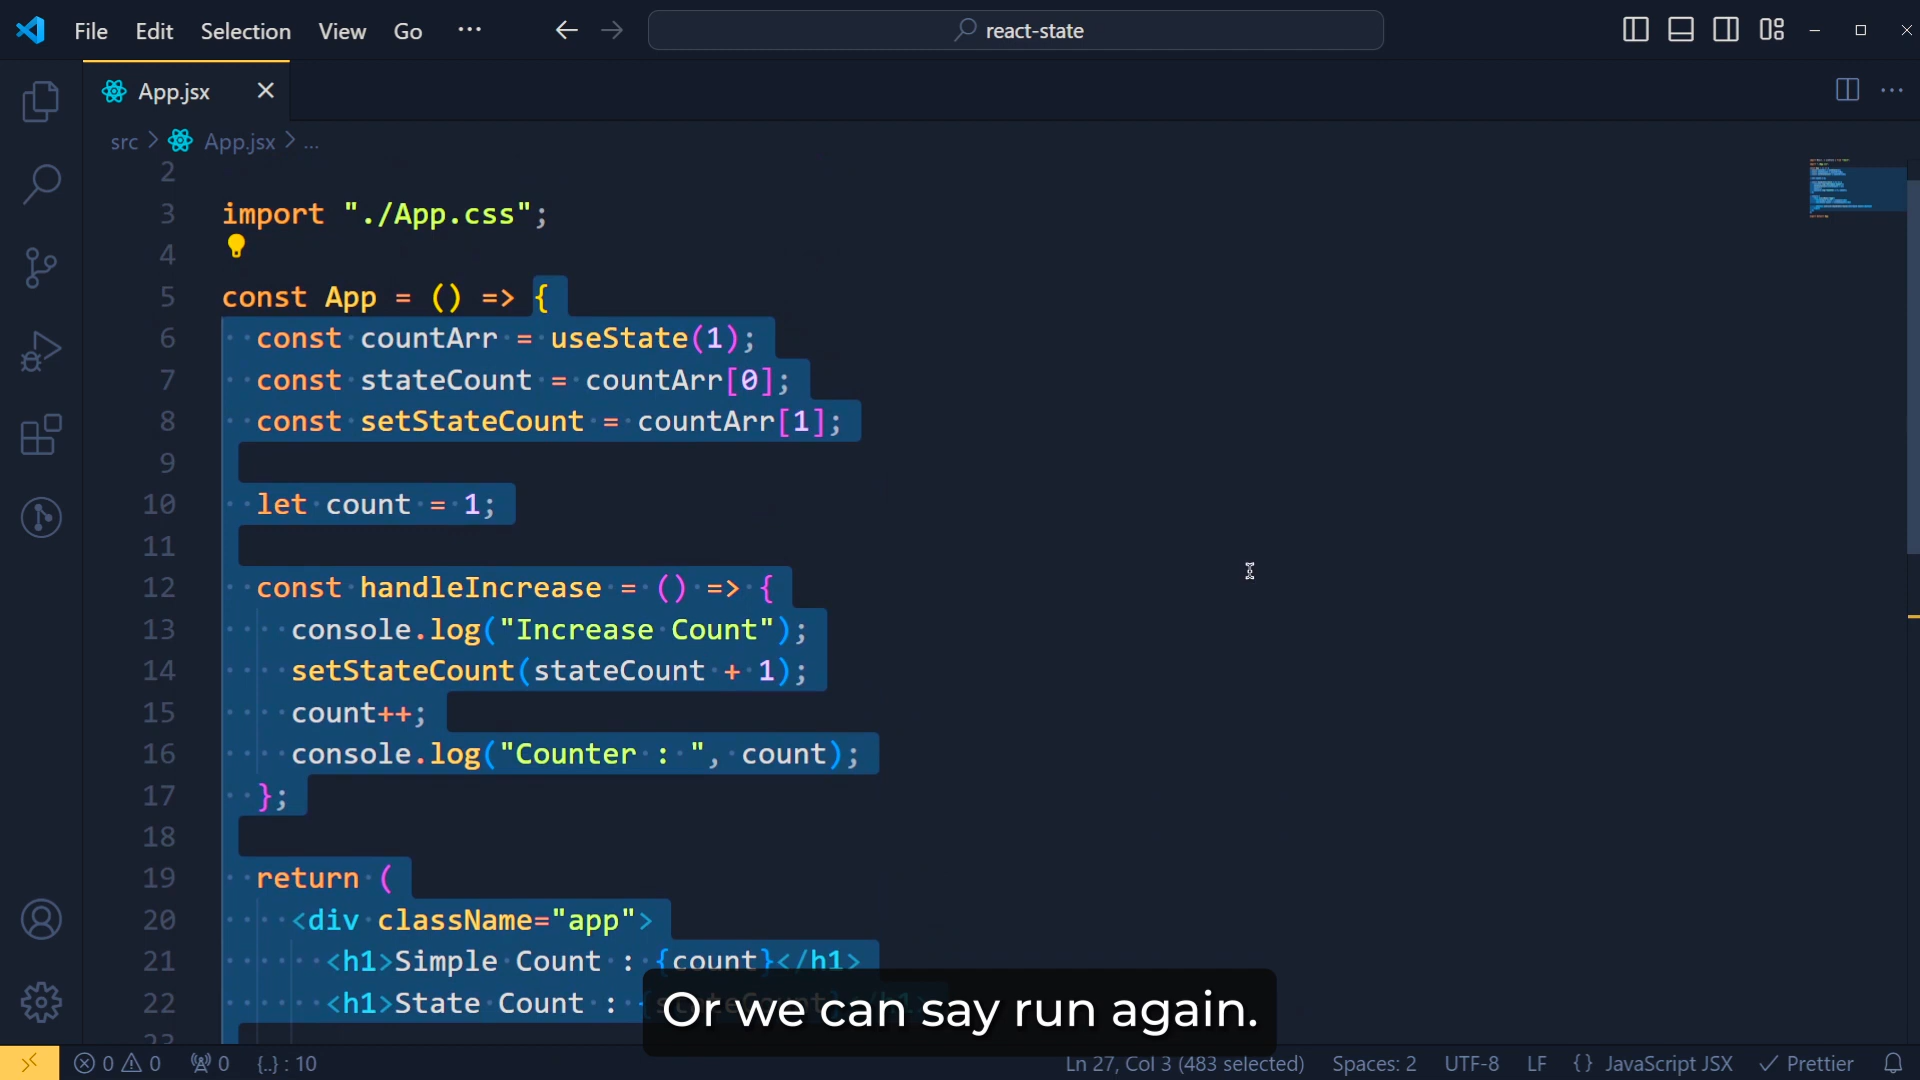 File Edit Selection View Go ···
react-state
App.jsx
src > App.jsx > ...
2
3 import "./App.css";
4
5 const App = () => {
6 const countArr = useState(1);
7 const stateCount = countArr[0];
8 const setStateCount = countArr[1];
9
10 let count = 1;
11
12 const handleIncrease = () => {
13 console.log("Increase Count");
14 setStateCount(stateCount + 1);
15 count++;
16 console.log("Counter : ", count);
17 };
18
19 return (
20 <div className="app">
21 <h1>Simple Count : {count}</h1>
22 <h1>State Count :
Or we can say run again.
0 0 0 {..} : 10 Ln 27, Col 3 (483 selected) Spaces: 2 UTF-8 LF {} JavaScript JSX Prettier